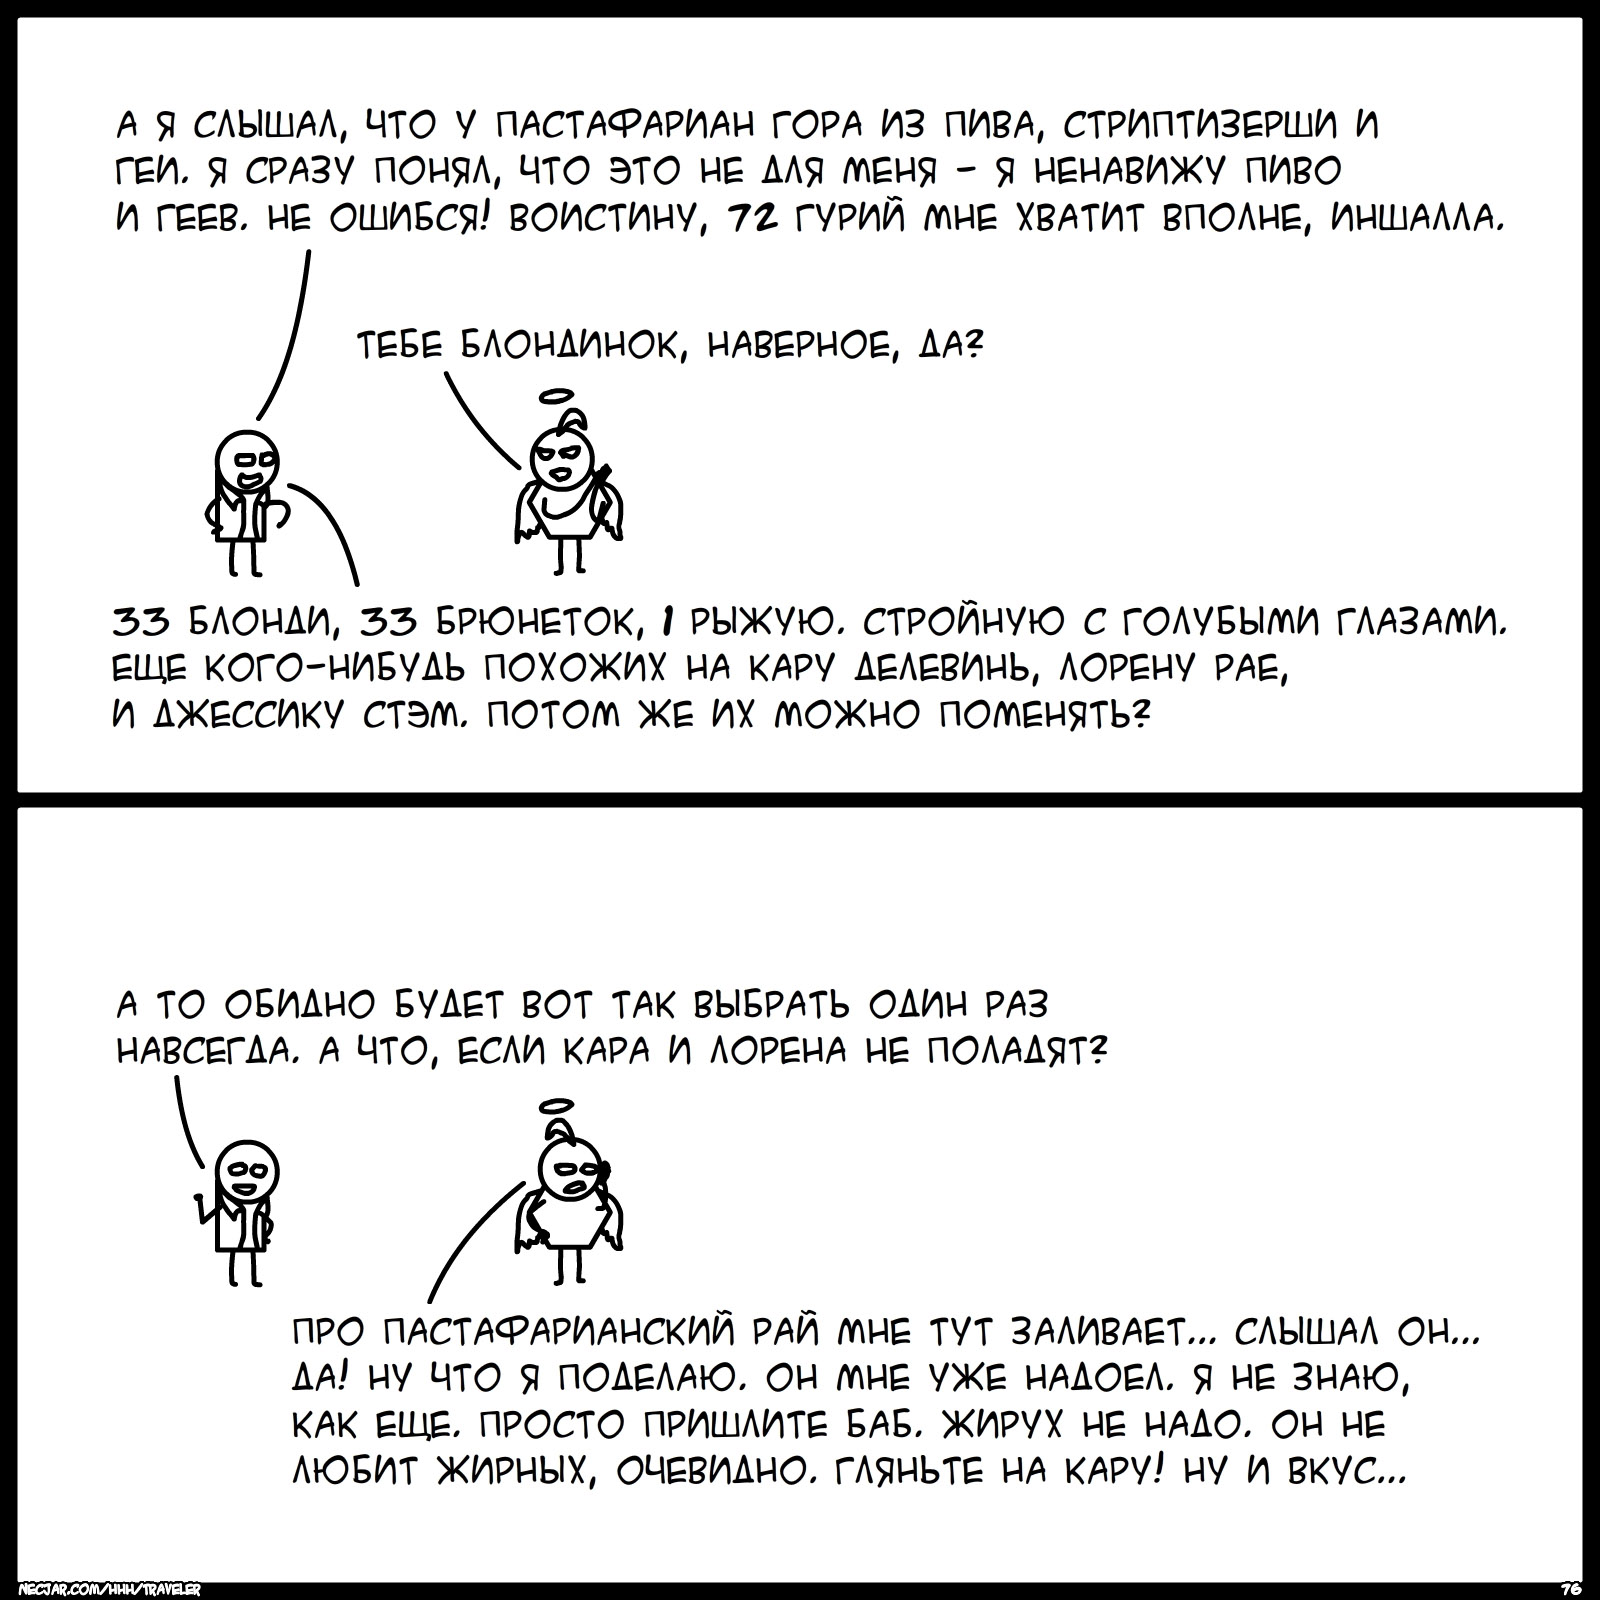 А Я СЛЫШАЛ, ЧТО У ПАСТАФАРИАН ГОРА ИЗ ПИВА, СТРИПТИЗЕРШИ И
ГЕИ. Я СРАЗУ ПОНЯЛ, ЧТО ЭТО НЕ ДЛЯ МЕНЯ - Я НЕНАВИЖУ ПИВО
И ГЕЕВ. НЕ ОШИБСЯ! ВОИСТИНУ, 72 ГУРИЙ МНЕ ХВАТИТ ВПОЛНЕ, ИНШАЛЛА.
ТЕБЕ БЛОНДИНОК, НАВЕРНОЕ, ДА?
33 БЛОНДИ, 33 БРЮНЕТОК, 1 РЫЖУЮ. СТРОЙНУЮ С ГОЛУБЫМИ ГЛАЗАМИ.
ЕЩЕ КОГО-НИБУДЬ ПОХОЖИХ НА КАРУ ДЕЛЕВИНЬ, ЛОРЕНУ РАЕ,
И ДЖЕССИКУ СТЭМ. ПОТОМ ЖЕ ИХ МОЖНО ПОМЕНЯТЬ?
А ТО ОБИДНО БУДЕТ ВОТ ТАК ВЫБРАТЬ ОДИН РАЗ
НАВСЕГДА. А ЧТО, ЕСЛИ КАРА И ЛОРЕНА НЕ ПОЛАДЯТ?
ПРО ПАСТАФАРИАНСКИЙ РАЙ МНЕ ТУТ ЗАЛИВАЕТ... СЛЫШАЛ ОН...
ДА! НУ ЧТО Я ПОДЕЛАЮ. ОН МНЕ УЖЕ НАДОЕЛ. Я НЕ ЗНАЮ,
КАК ЕЩЕ. ПРОСТО ПРИШЛИТЕ БАБ. ЖИРУХ НЕ НАДО. ОН НЕ
ЛЮБИТ ЖИРНЫХ, ОЧЕВИДНО. ГЛЯНЬТЕ НА КАРУ! НУ И ВКУС...
NECJAR.COM/HHH/TRAVELER
76